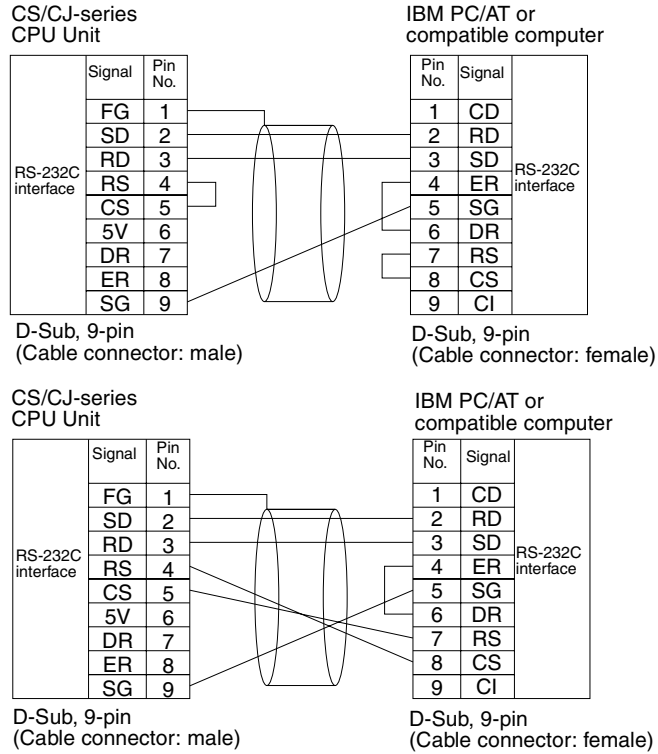 CS/CJ-series
CPU Unit
IBM PC/AT or
compatible computer
Signal Pin No.
Pin No. Signal
RS-232C
interface
FG 1
SD 2
RD 3
RS 4
CS 5
5V 6
DR 7
ER 8
SG 9
1 CD
2 RD
3 SD
4 ER
5 SG
6 DR
7 RS
8 CS
9 CI
RS-232C
interface
D-Sub, 9-pin
(Cable connector: male)
D-Sub, 9-pin
(Cable connector: female)
CS/CJ-series
CPU Unit
IBM PC/AT or
compatible computer
Signal Pin No.
Pin No. Signal
RS-232C
interface
FG 1
SD 2
RD 3
RS 4
CS 5
5V 6
DR 7
ER 8
SG 9
1 CD
2 RD
3 SD
4 ER
5 SG
6 DR
7 RS
8 CS
9 CI
RS-232C
interface
D-Sub, 9-pin
(Cable connector: male)
D-Sub, 9-pin
(Cable connector: female)